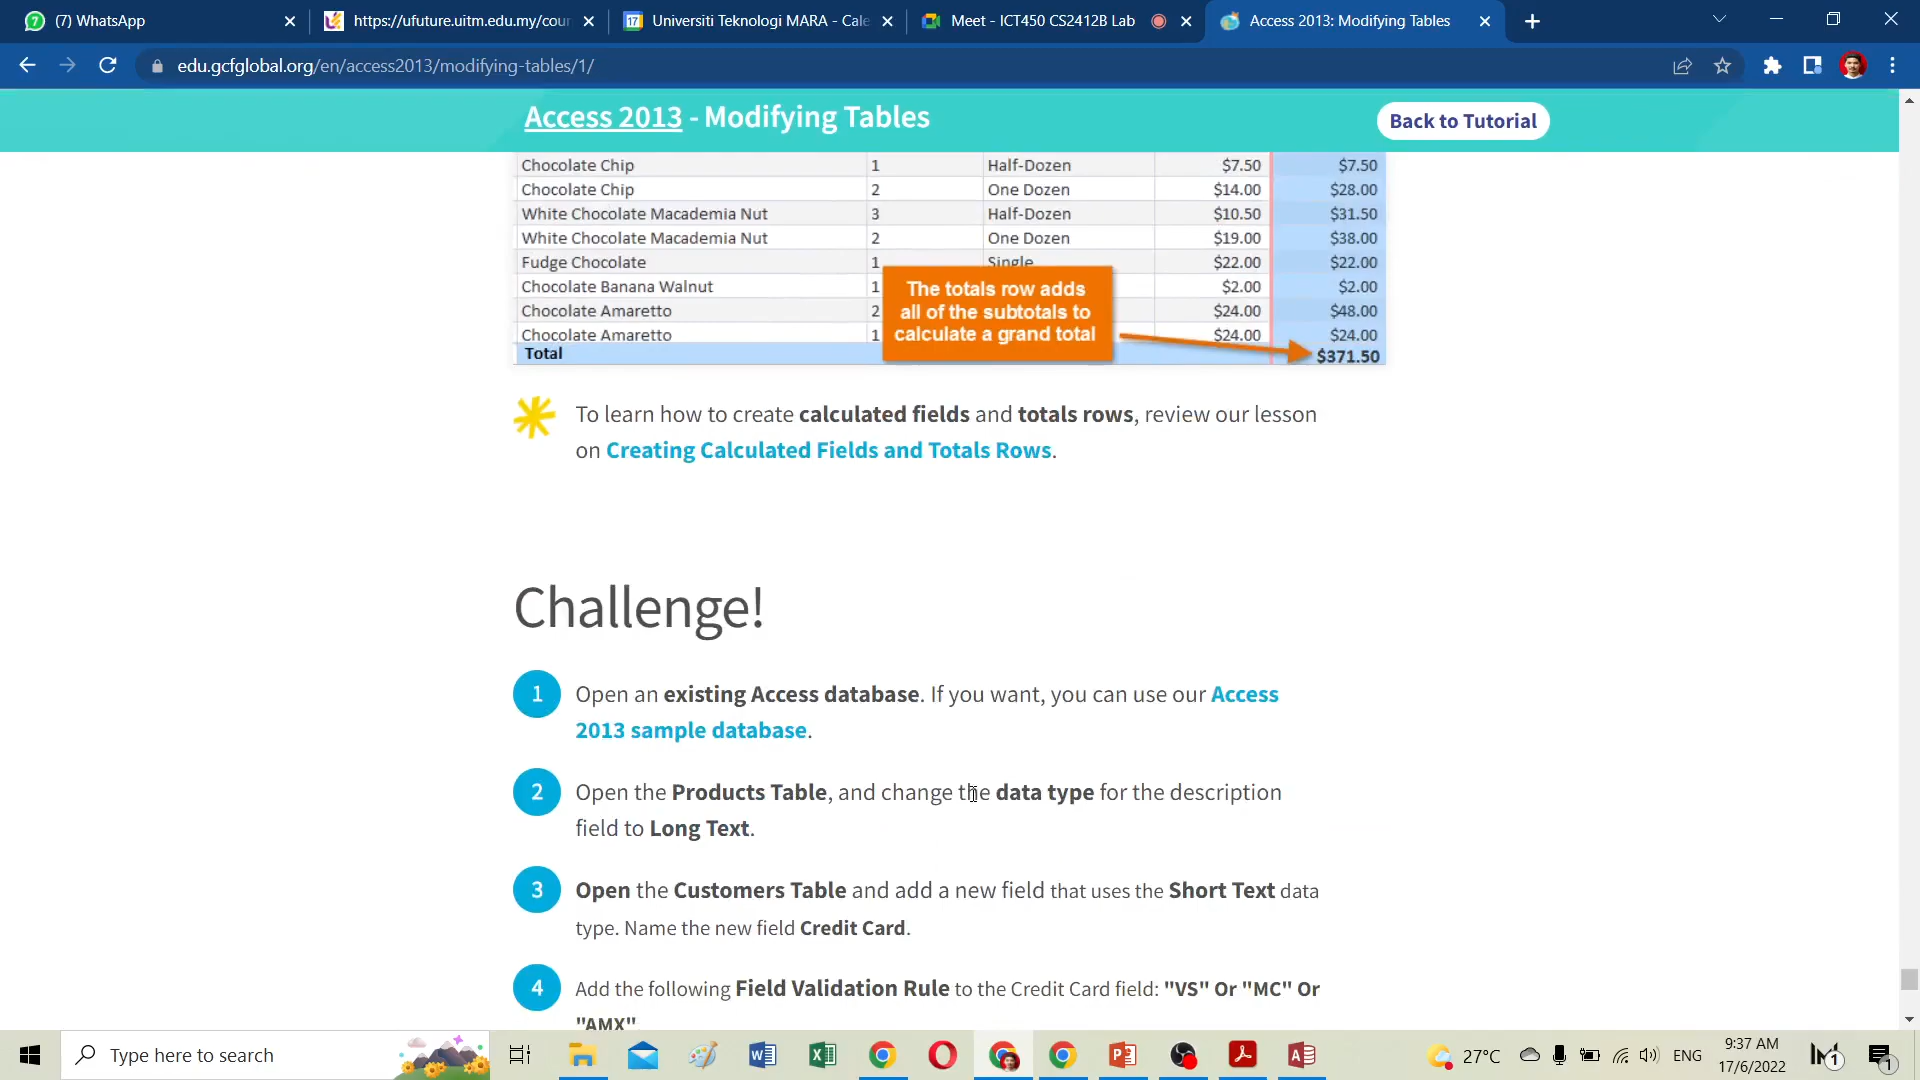 (7) WhatsApp
https://ufuture.uitm.edu.my/cour
17
Universiti Teknologi MARA - Cale
Meet - ICT450 CS2412B Lab
Access 2013: Modifying Tables
edu.gcfglobal.org/en/access2013/modifying-tables/1/
Access 2013 - Modifying Tables
Back to Tutorial
Chocolate Chip 1 Half-Dozen $7.50 $7.50
Chocolate Chip 2 One Dozen $14.00 $28.00
White Chocolate Macademia Nut 3 Half-Dozen $10.50 $31.50
White Chocolate Macademia Nut 2 One Dozen $19.00 $38.00
Fudge Chocolate 1 Single $22.00 $22.00
Chocolate Banana Walnut 1 $2.00 $2.00
Chocolate Amaretto 2 $24.00 $48.00
Chocolate Amaretto 1 $24.00 $24.00
Total $371.50
The totals row adds
all of the subtotals to
calculate a grand total
To learn how to create calculated fields and totals rows, review our lesson
on Creating Calculated Fields and Totals Rows.
Challenge!
1 Open an existing Access database. If you want, you can use our Access
2013 sample database.
2 Open the Products Table, and change the data type for the description
field to Long Text.
3 Open the Customers Table and add a new field that uses the Short Text data
type. Name the new field Credit Card.
4 Add the following Field Validation Rule to the Credit Card field: "VS" Or "MC" Or
"AMX"
Type here to search
27°C
ENG
9:37 AM
17/6/2022
1
1